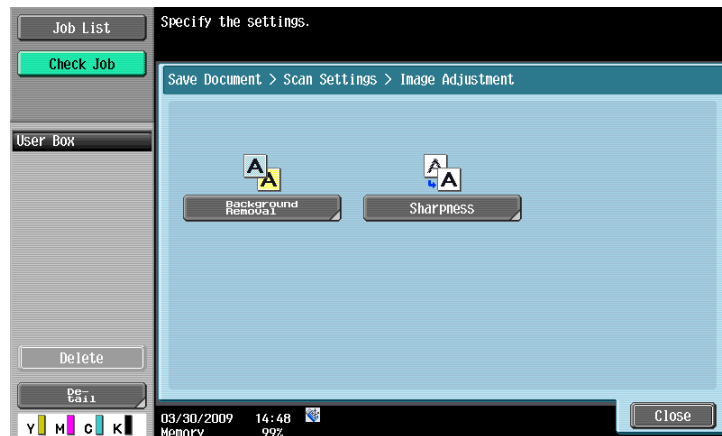 Job List
Specify the settings.
Check Job
Save Document > Scan Settings > Image Adjustment
User Box
A A
A A
Background
Removal
Sharpness
Delete
De-
tail
Y M C K
03/30/2009 14:48
Memory 99%
Close